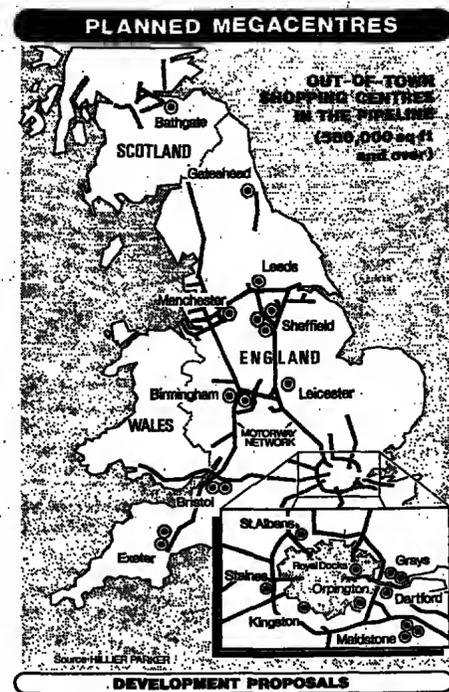 PLANNED MEGACENTRES
OUT-OF-TOWN
SHOPPING CENTRES
IN THE PIPELINE
(500,000 sq ft
and over)
Bathgate
SCOTLAND
Gateshead
Leeds
Manchester
Sheffield
ENGLAND
Birmingham
Leicester
WALES
MOTORWAY
NETWORK
Bristol
Exeter
St.Albans
Royal Docks
Grays
Staines
Orpington
Dartford
Kingston
Maidstone
Source HILLIER PARKER
DEVELOPMENT PROPOSALS